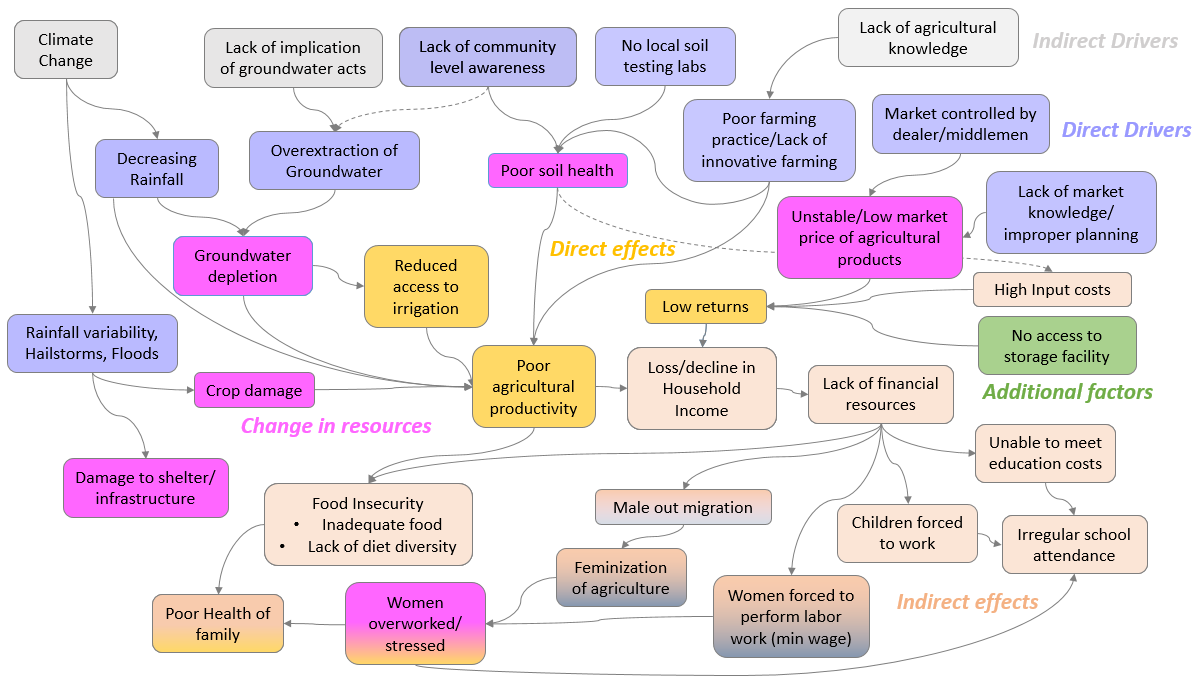 Climate
Change
Lack of implication
of groundwater acts
Lack of community
level awareness
No local soil
testing labs
Lack of agricultural
knowledge
Indirect Drivers
Decreasing
Rainfall
Overextraction of
Groundwater
Poor soil health
Poor farming
practice/Lack of
innovative farming
Market controlled by
dealer/middlemen
Direct Drivers
Groundwater
depletion
Reduced
access to
irrigation
Direct effects
Unstable/Low market
price of agricultural
products
Lack of market
knowledge/
improper planning
High Input costs
Low returns
No access to
storage facility
Additional factors
Rainfall variability,
Hailstorms, Floods
Crop damage
Change in resources
Poor
agricultural
productivity
Loss/decline in
Household
Income
Lack of financial
resources
Unable to meet
education costs
Damage to shelter/
infrastructure
Food Insecurity
• Inadequate food
• Lack of diet diversity
Male out migration
Children forced
to work
Irregular school
attendance
Feminization
of agriculture
Women forced to
perform labor
work (min wage)
Indirect effects
Poor Health of
family
Women
overworked/
stressed